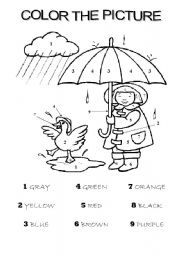 COLOR THE PICTURE
1 GRAY 4 GREEN 7 ORANGE
2 YELLOW 5 RED 8 BLACK
3 BLUE 6 BROWN 9 PURPLE